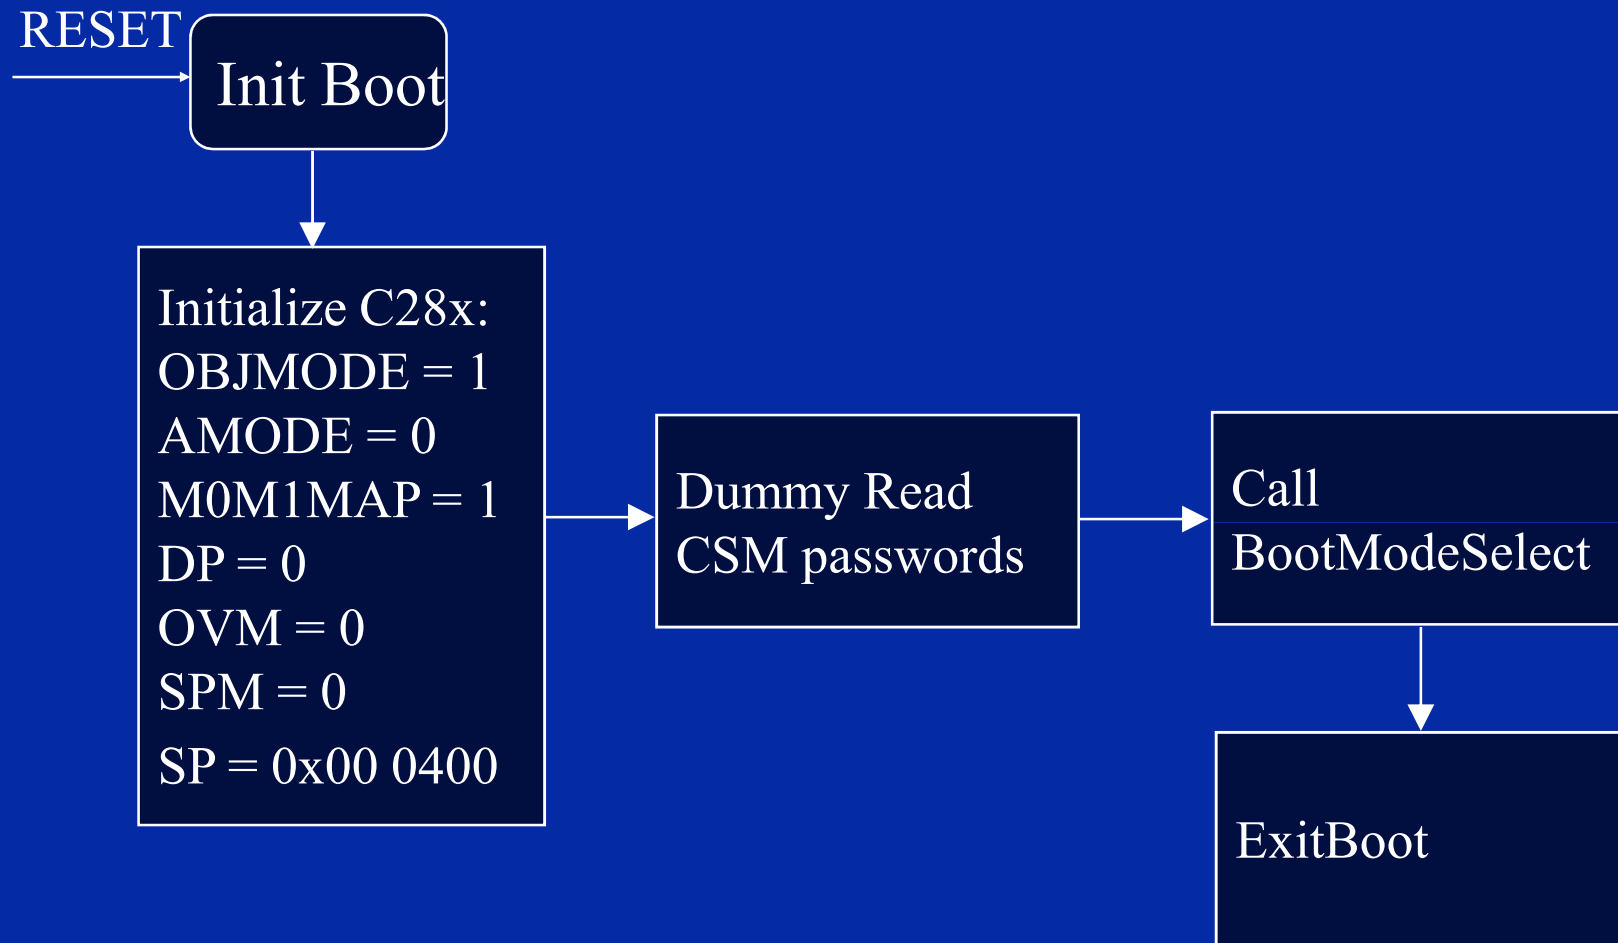 RESET
Init Boot
Initialize C28x:
OBJMODE = 1
AMODE = 0
M0M1MAP = 1
DP = 0
OVM = 0
SPM = 0
SP = 0x00 0400
Dummy Read
CSM passwords
Call
BootModeSelect
ExitBoot